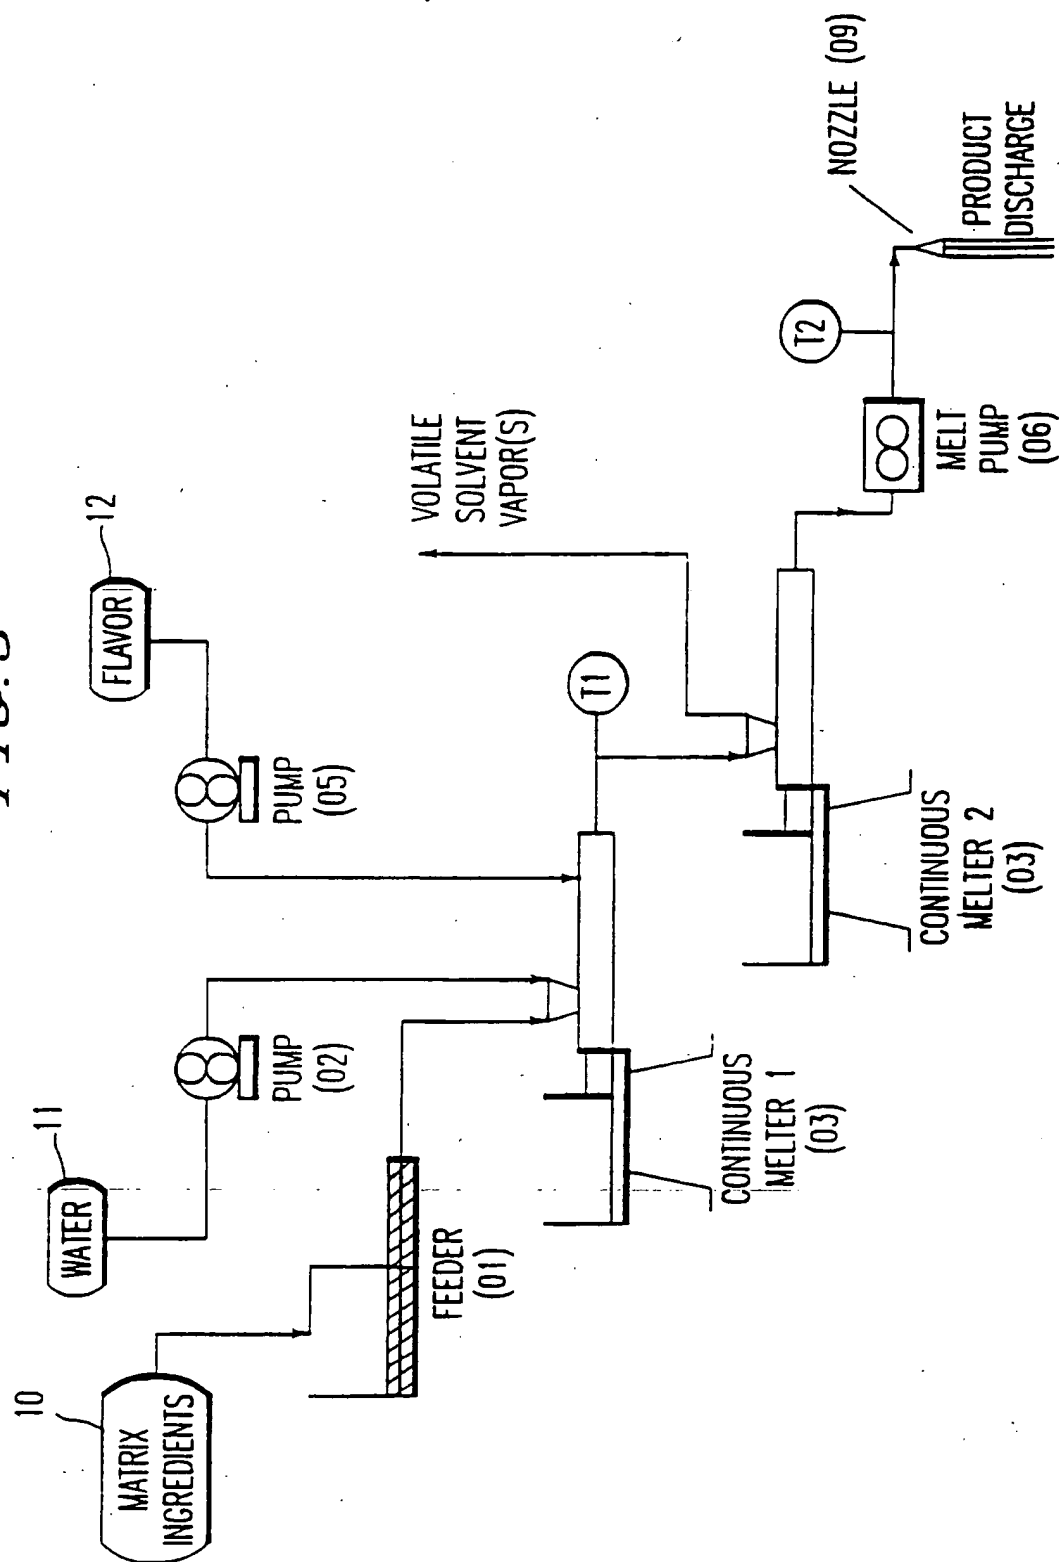 10
MATRIX
INGREDIENTS
11
WATER
12
FLAVOR
PUMP
(02)
PUMP
(05)
FEEDER
(01)
VOLATILE
SOLVENT
VAPOR(S)
T1
CONTINUOUS
MELTER 1
(03)
CONTINUOUS
MELTER 2
(03)
T2
MELT
PUMP
(06)
NOZZLE (09)
PRODUCT
DISCHARGE